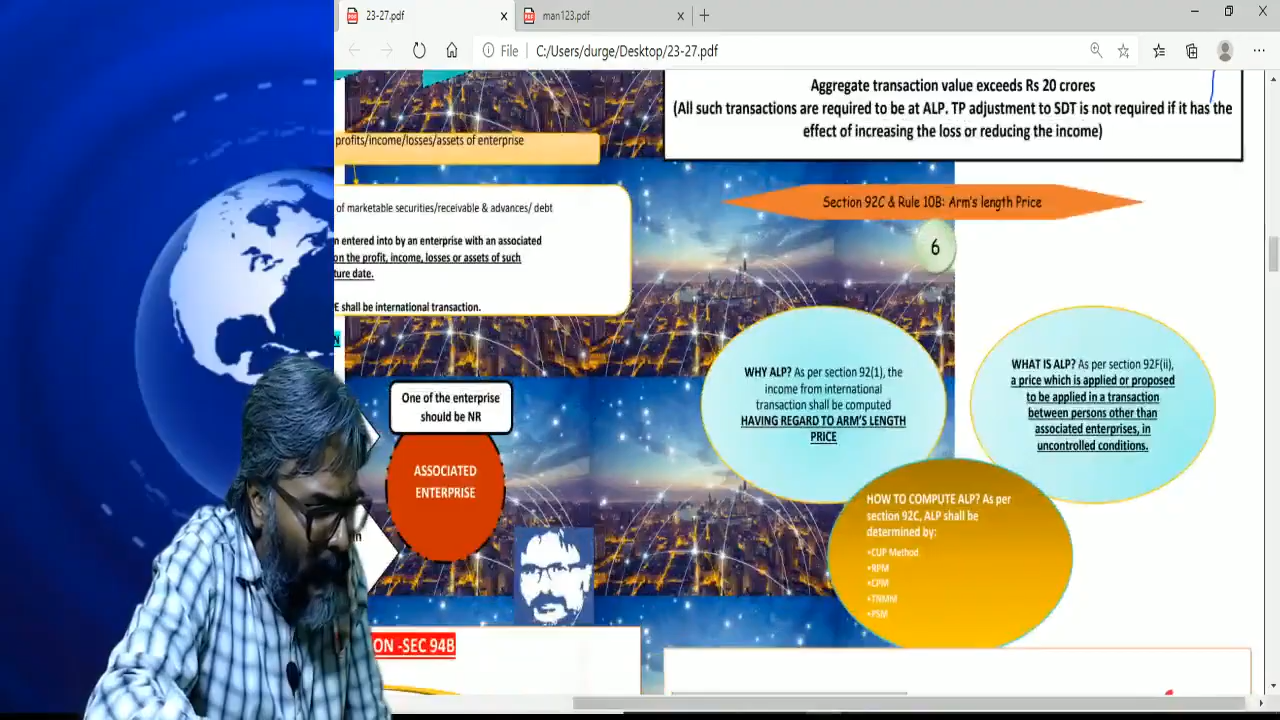 23-27.pdf
man123.pdf
File
C:/Users/durge/Desktop/23-27.pdf
Aggregate transaction value exceeds Rs 20 crores
(All such transactions are required to be at ALP. TP adjustment to SDT is not required if it has the
effect of increasing the loss or reducing the income)
profits/income/losses/assets of enterprise
of marketable securities/receivable & advances/ debt
n entered into by an enterprise with an associated
on the profit, income, losses or assets of such
ture date.
E shall be international transaction.
N
Section 92C & Rule 10B: Arm's length Price
6
WHY ALP? As per section 92(1), the
income from international
transaction shall be computed
HAVING REGARD TO ARM'S LENGTH
PRICE
WHAT IS ALP? As per section 92F(ii),
a price which is applied or proposed
to be applied in a transaction
between persons other than
associated enterprises, in
uncontrolled conditions.
One of the enterprise
should be NR
ASSOCIATED
ENTERPRISE
in
HOW TO COMPUTE ALP? As per
section 92C, ALP shall be
determined by:
•CUP Method
•RPM
•CPM
•TNMM
•PSM
ON -SEC 94B